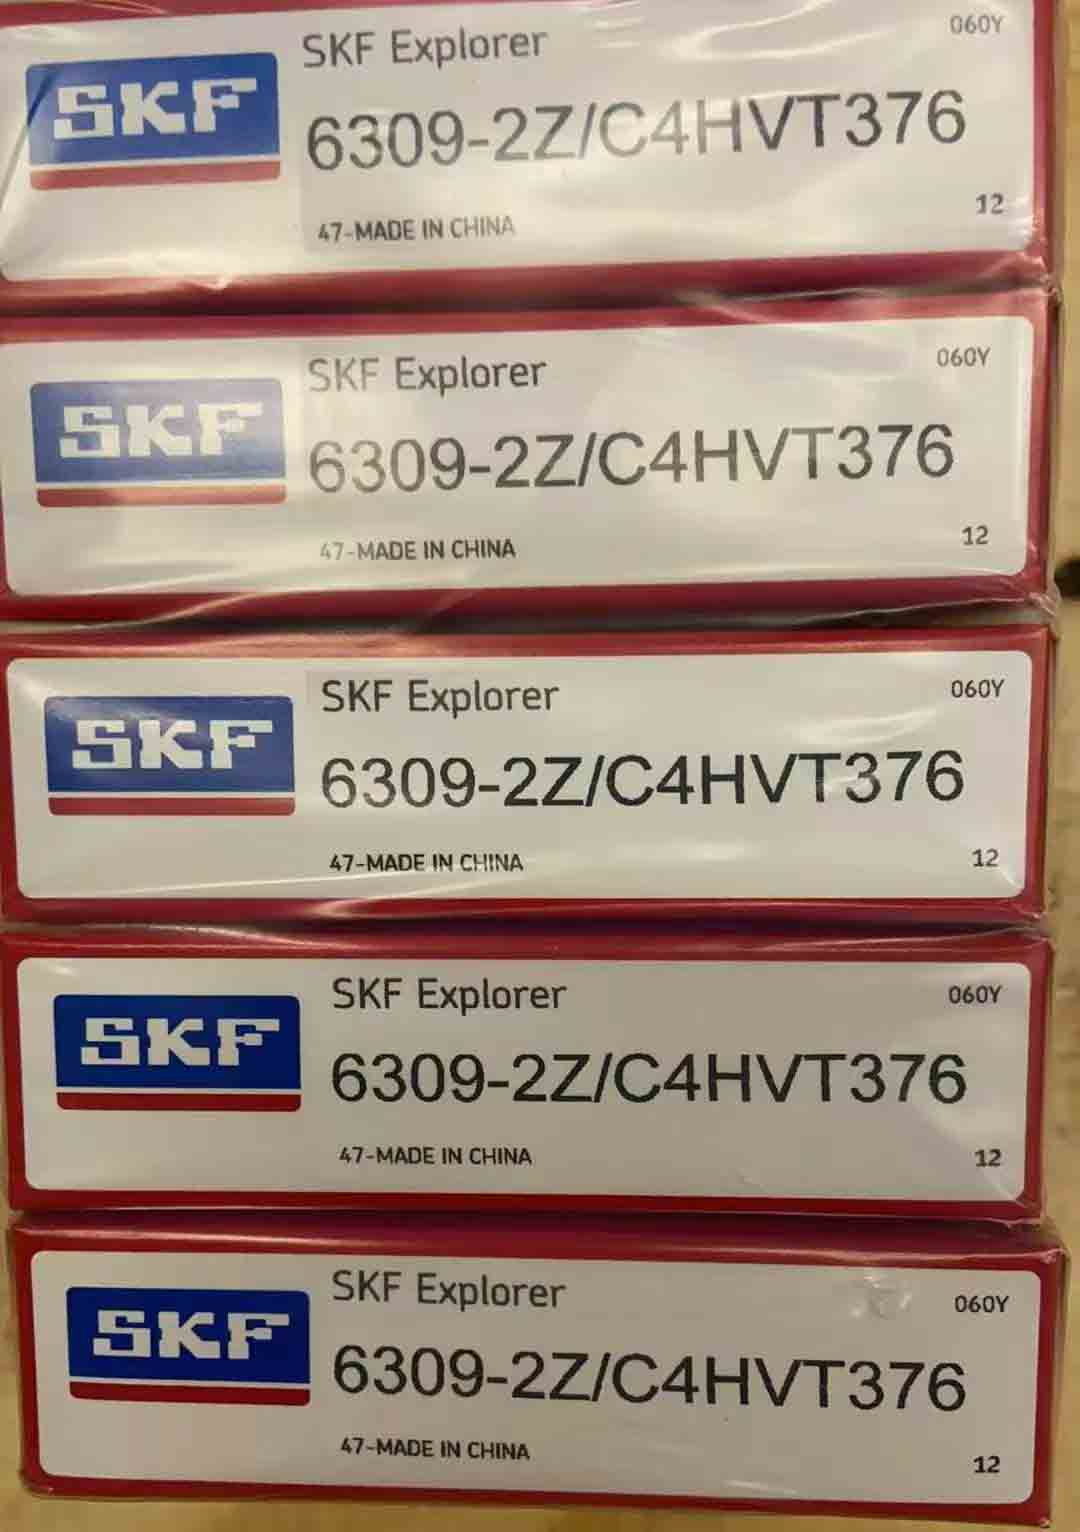 SKF
SKF Explorer
060Y
6309-2Z/C4HVT376
47-MADE IN CHINA
12
SKF
SKF Explorer
060Y
6309-2Z/C4HVT376
47-MADE IN CHINA
12
SKF
SKF Explorer
060Y
6309-2Z/C4HVT376
47-MADE IN CHINA
12
SKF
SKF Explorer
060Y
6309-2Z/C4HVT376
47-MADE IN CHINA
12
SKF
SKF Explorer
060Y
6309-2Z/C4HVT376
47-MADE IN CHINA
12